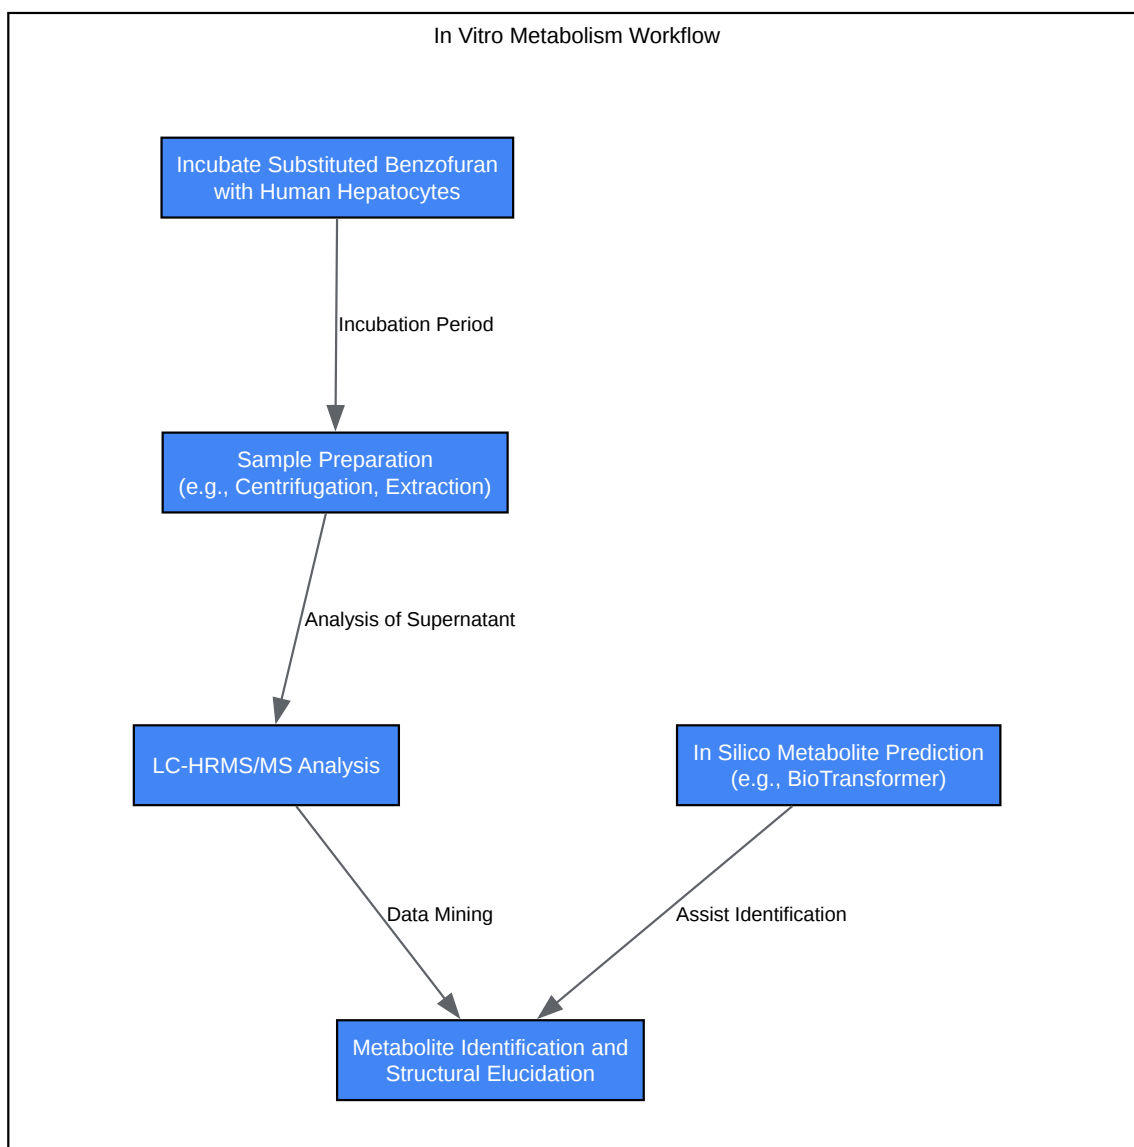 In Vitro Metabolism Workflow
Incubate Substituted Benzofuran
with Human Hepatocytes
Incubation Period
Sample Preparation
(e.g., Centrifugation, Extraction)
Analysis of Supernatant
LC-HRMS/MS Analysis
In Silico Metabolite Prediction
(e.g., BioTransformer)
Data Mining
Assist Identification
Metabolite Identification and
Structural Elucidation